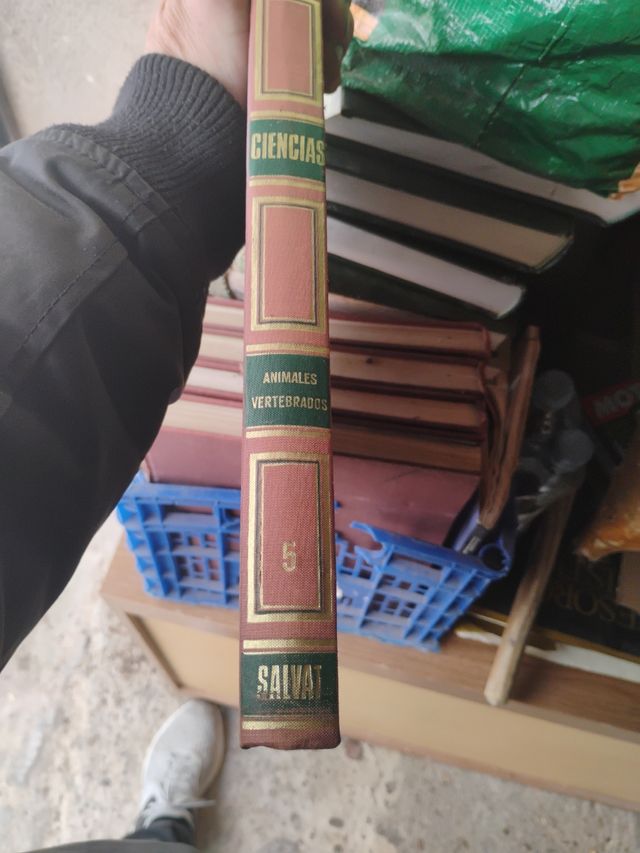 CIENCIAS
ANIMALES
VERTEBRADOS
5
SALVAT